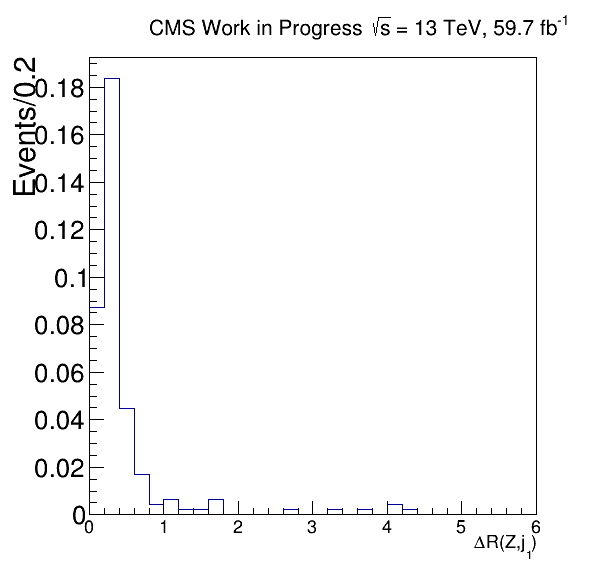 CMS Work in Progress √s = 13 TeV, 59.7 fb⁻¹
Events/0.2
0.18
0.16
0.14
0.12
0.1
0.08
0.06
0.04
0.02
0
0 1 2 3 4 5 6
ΔR(Z,j₁)